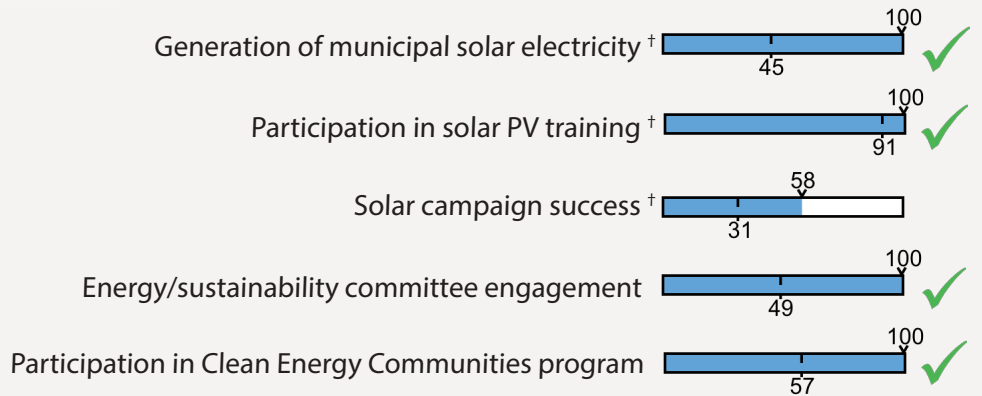 100
Generation of municipal solar electricity †
45
100
Participation in solar PV training †
91
58
Solar campaign success †
31
100
Energy/sustainability committee engagement
49
100
Participation in Clean Energy Communities program
57